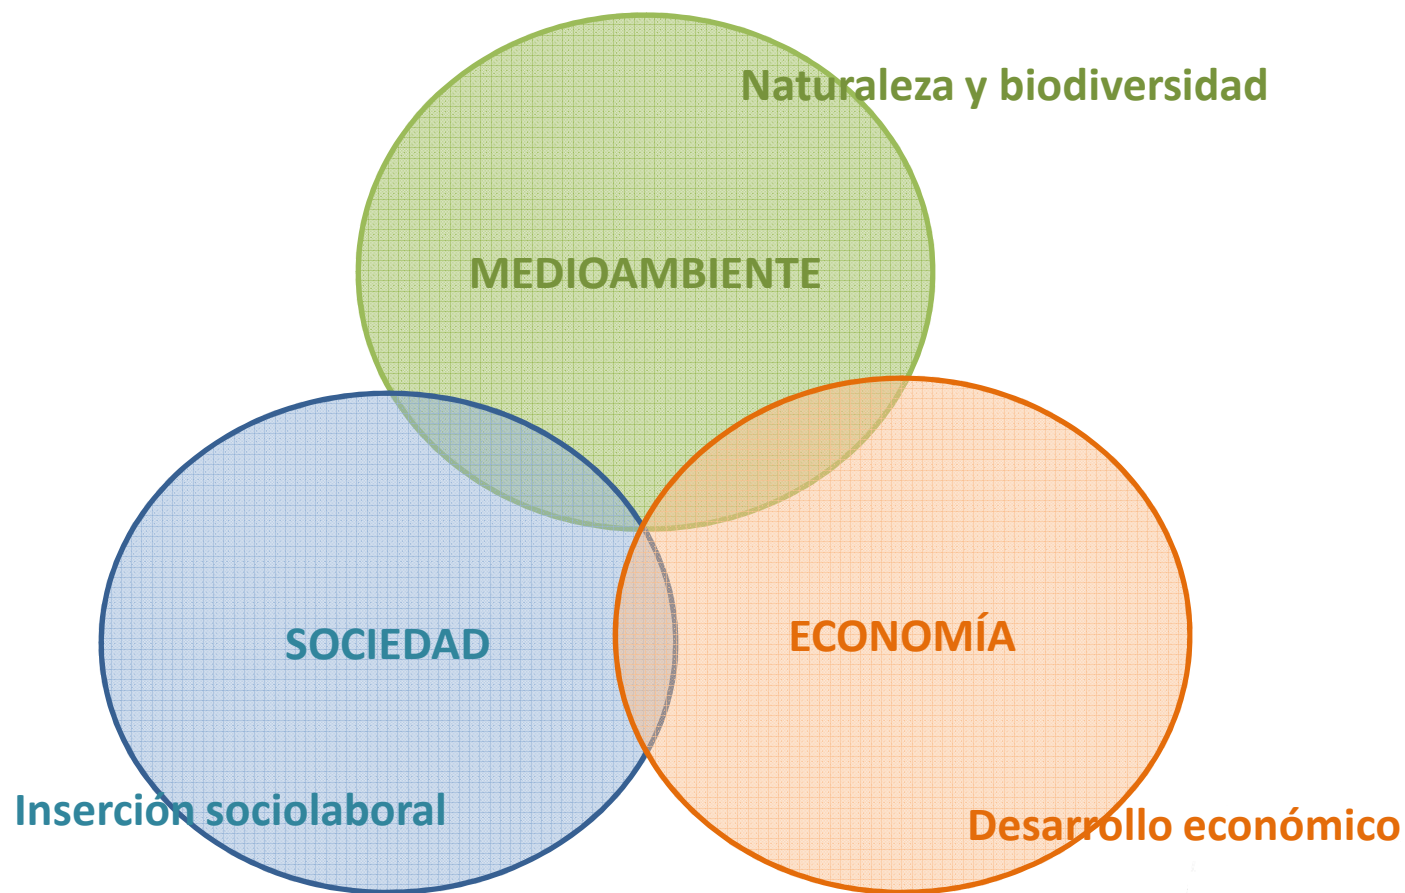 Naturaleza y biodiversidad
MEDIOAMBIENTE
SOCIEDAD
ECONOMÍA
Inserción sociolaboral
Desarrollo económico